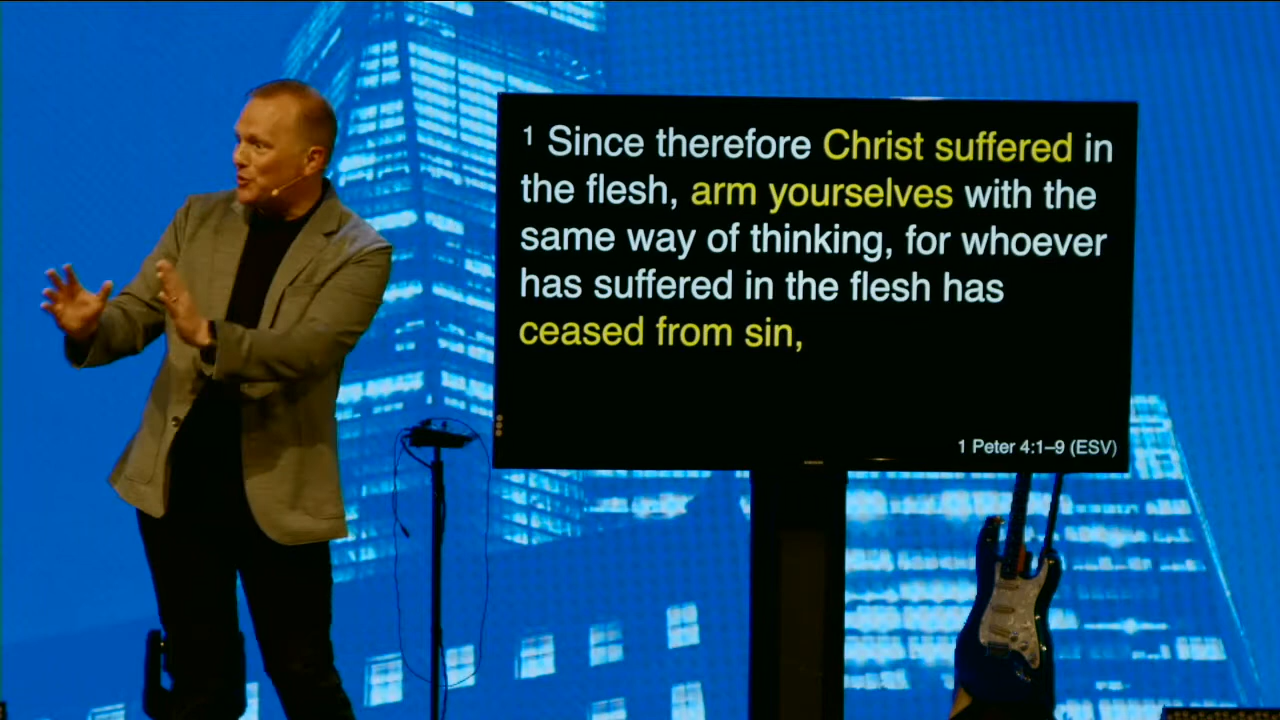 1 Since therefore Christ suffered in
the flesh, arm yourselves with the
same way of thinking, for whoever
has suffered in the flesh has
ceased from sin,
1 Peter 4:1–9 (ESV)